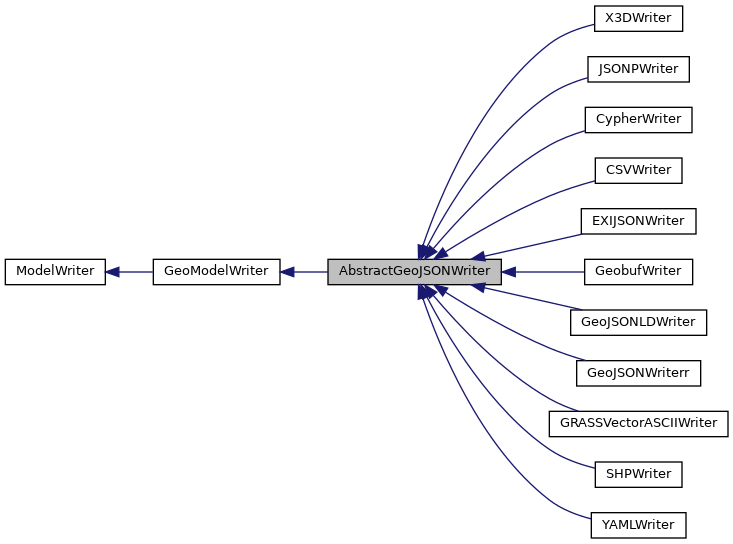 X3DWriter
JSONPWriter
CypherWriter
CSVWriter
EXIJSONWriter
ModelWriter
GeoModelWriter
AbstractGeoJSONWriter
GeobufWriter
GeoJSONLDWriter
GeoJSONWriterr
GRASSVectorASCIIWriter
SHPWriter
YAMLWriter